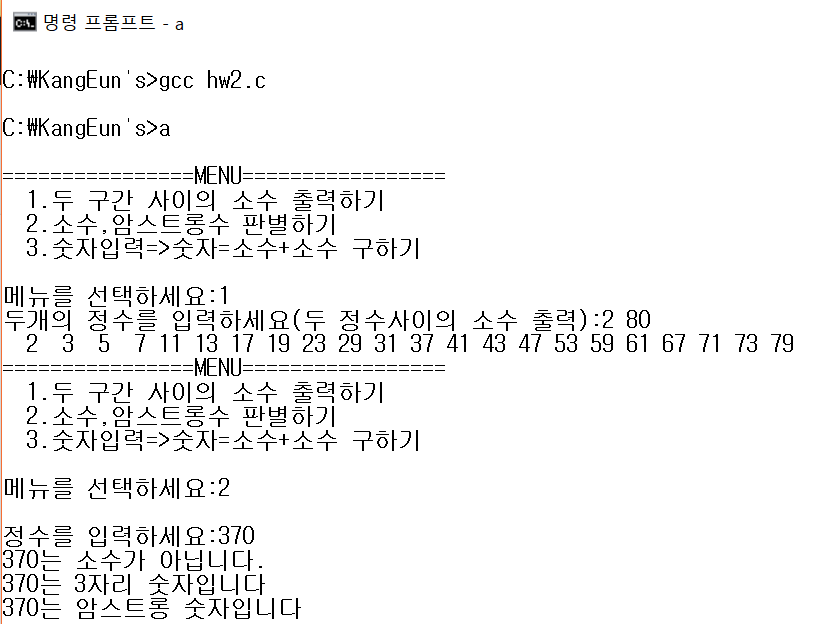 명령 프롬프트 - a
C:\KangEun's>gcc hw2.c
C:\KangEun's>a
================MENU=================
1.두 구간 사이의 소수 출력하기
2.소수,암스트롱수 판별하기
3.숫자입력=>숫자=소수+소수 구하기
메뉴를 선택하세요:1
두개의 정수를 입력하세요(두 정수사이의 소수 출력):2 80
2 3 5 7 11 13 17 19 23 29 31 37 41 43 47 53 59 61 67 71 73 79
================MENU=================
1.두 구간 사이의 소수 출력하기
2.소수,암스트롱수 판별하기
3.숫자입력=>숫자=소수+소수 구하기
메뉴를 선택하세요:2
정수를 입력하세요:370
370는 소수가 아닙니다.
370는 3자리 숫자입니다
370는 암스트롱 숫자입니다